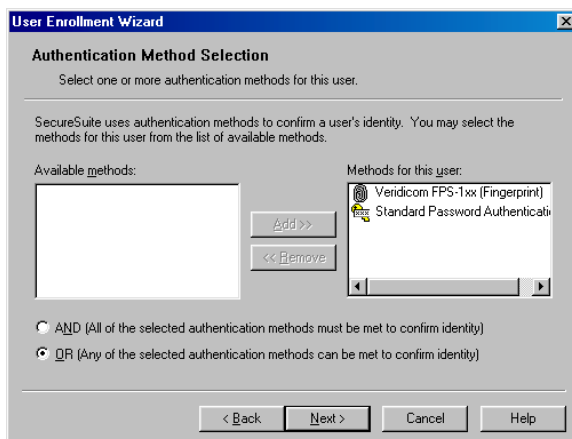 User Enrollment Wizard
Authentication Method Selection
Select one or more authentication methods for this user.
SecureSuite uses authentication methods to confirm a user's identity. You may select the
methods for this user from the list of available methods.
Available methods:
Methods for this user:
Veridicom FPS-1xx (Fingerprint)
Standard Password Authenticati
Add >>
<< Remove
AND (All of the selected authentication methods must be met to confirm identity)
OR (Any of the selected authentication methods can be met to confirm identity)
< Back
Next >
Cancel
Help